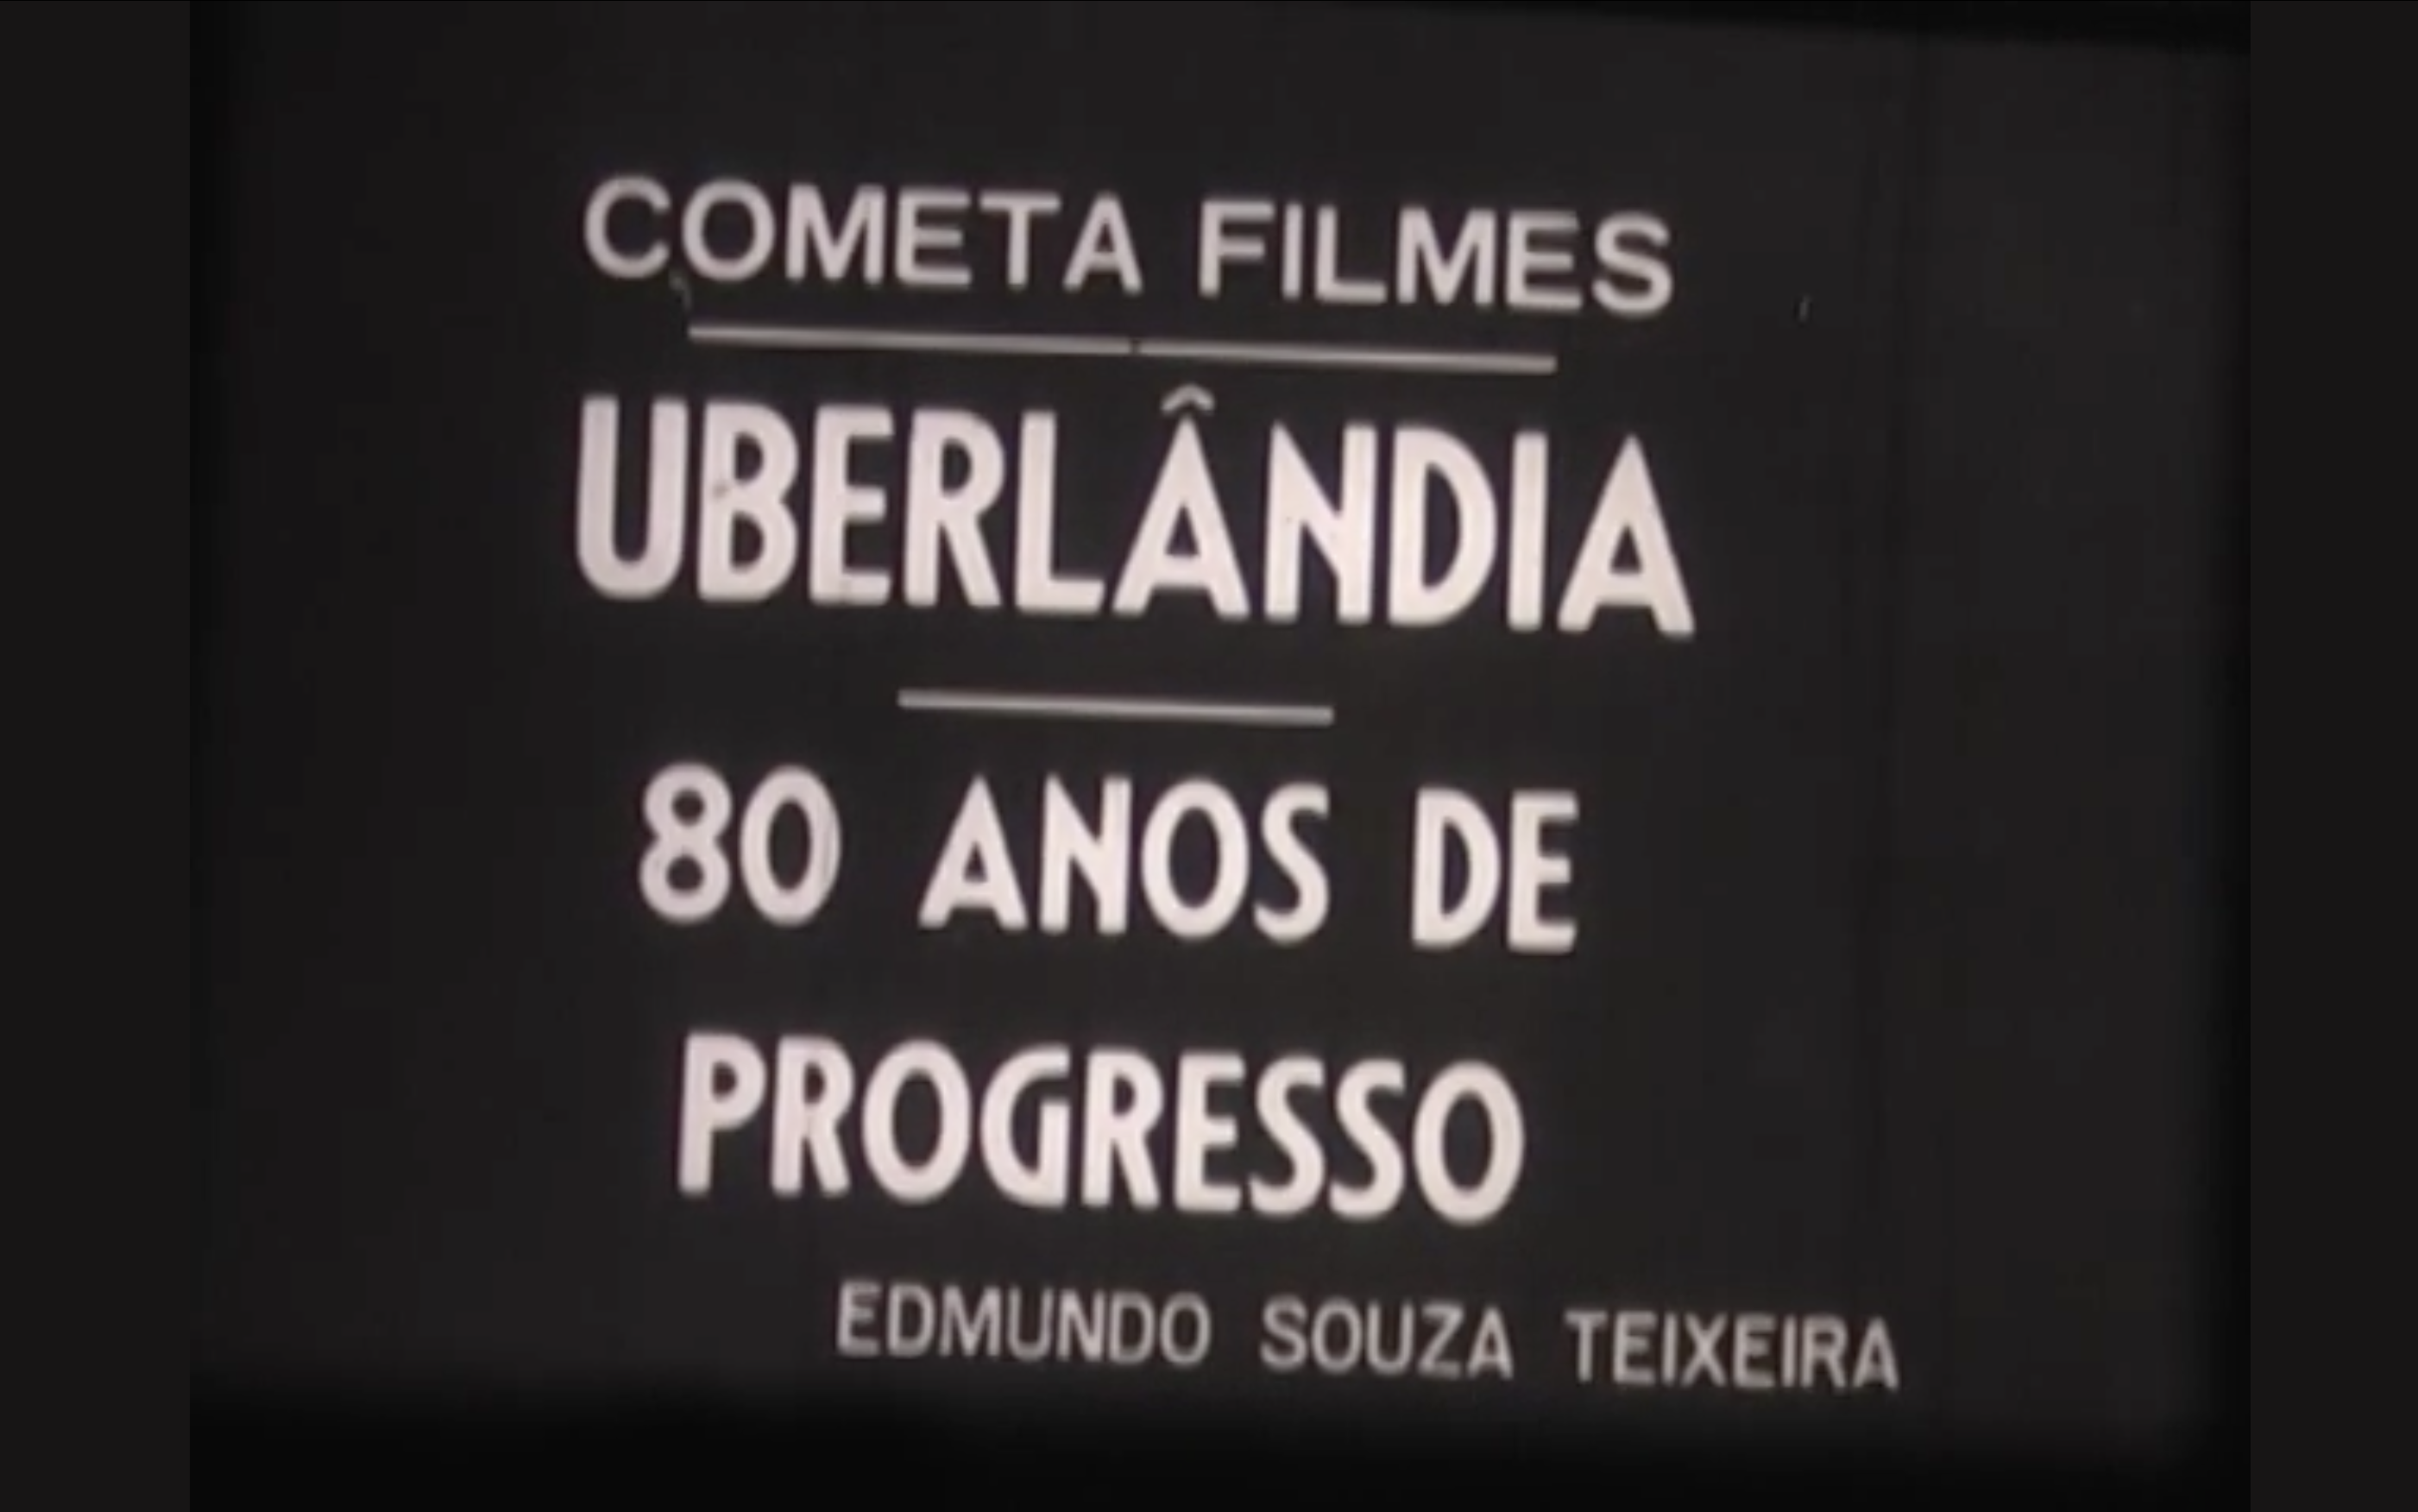 COMETA FILMES
UBERLÂNDIA
80 ANOS DE
PROGRESSO
EDMUNDO SOUZA TEIXEIRA